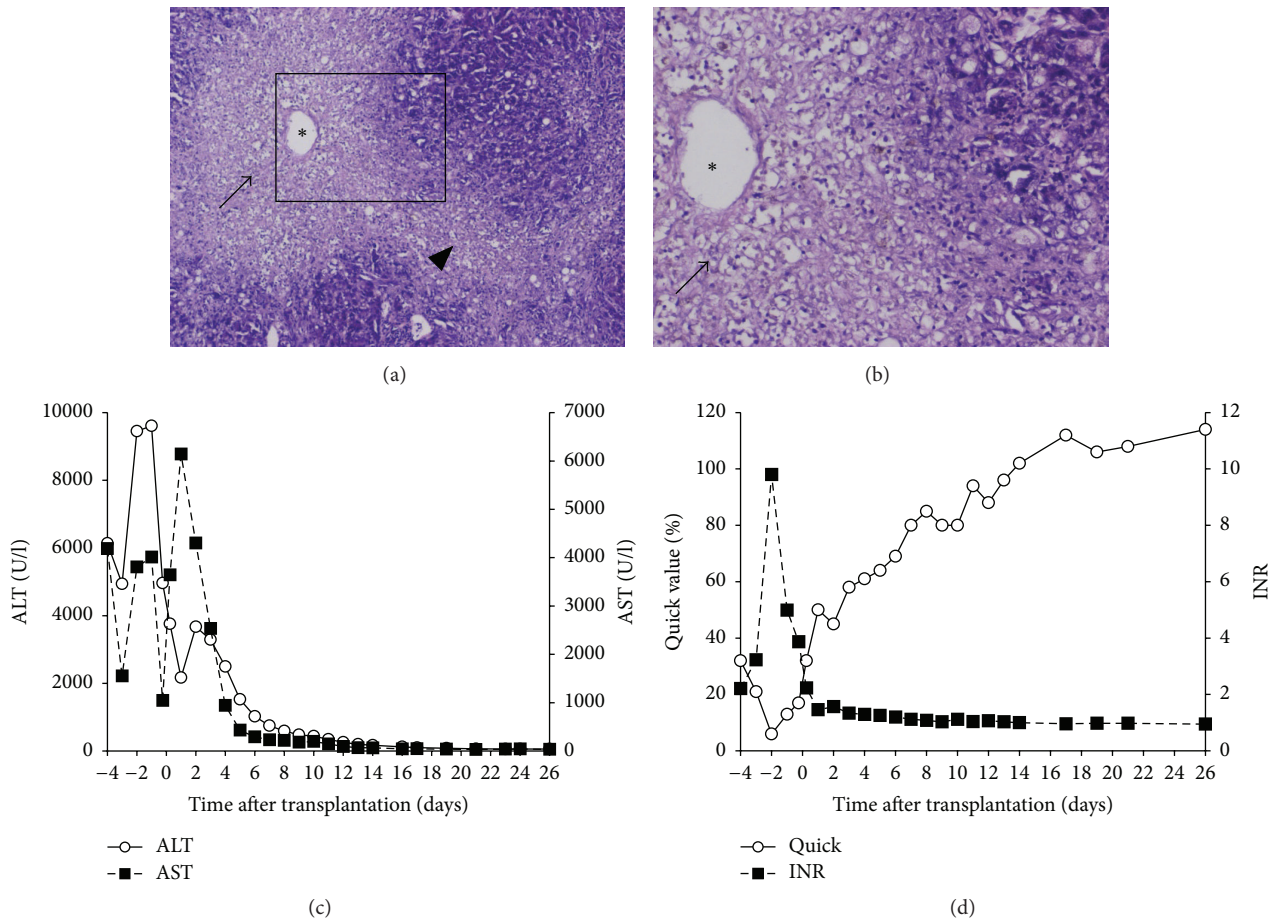 *
*
(a)
(b)
10000
8000
6000
4000
2000
0
ALT (U/l)
7000
6000
5000
4000
3000
2000
1000
0
AST (U/l)
−4 −2 0 2 4 6 8 10 12 14 16 18 20 22 24 26
Time after transplantation (days)
ALT
AST
(c)
120
100
80
60
40
20
0
Quick value (%)
12
10
8
6
4
2
0
INR
−4 −2 0 2 4 6 8 10 12 14 16 18 20 22 24 26
Time after transplantation (days)
Quick
INR
(d)